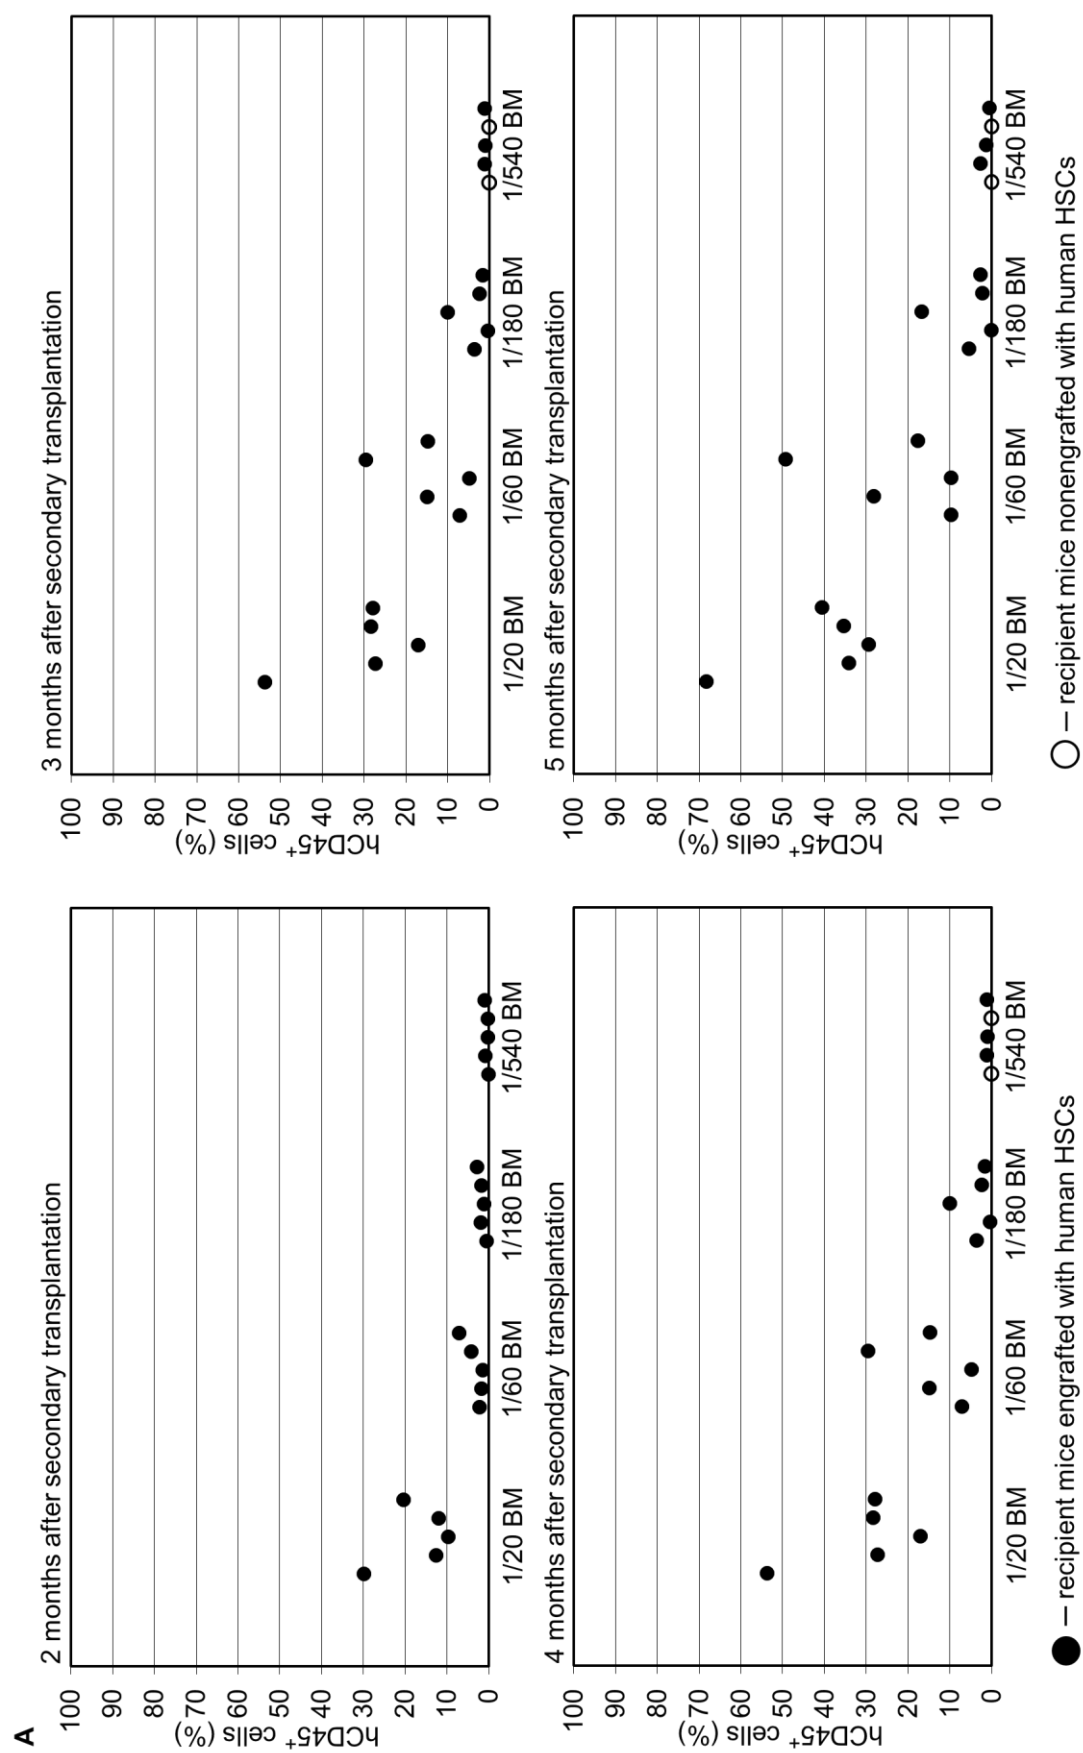 A
2 months after secondary transplantation
hCD45+ cells (%)
100
90
80
70
60
50
40
30
20
10
0
1/20 BM 1/60 BM 1/180 BM 1/540 BM
3 months after secondary transplantation
hCD45+ cells (%)
100
90
80
70
60
50
40
30
20
10
0
1/20 BM 1/60 BM 1/180 BM 1/540 BM
4 months after secondary transplantation
hCD45+ cells (%)
100
90
80
70
60
50
40
30
20
10
0
1/20 BM 1/60 BM 1/180 BM 1/540 BM
5 months after secondary transplantation
hCD45+ cells (%)
100
90
80
70
60
50
40
30
20
10
0
1/20 BM 1/60 BM 1/180 BM 1/540 BM
— recipient mice engrafted with human HSCs
— recipient mice nonengrafted with human HSCs